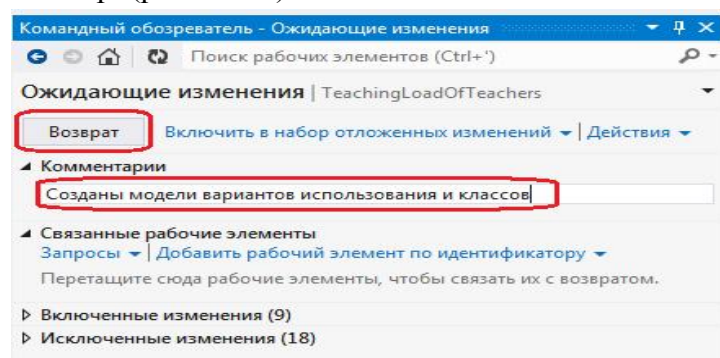 Командный обозреватель - Ожидающие изменения
Поиск рабочих элементов (Ctrl+')
Ожидающие изменения | TeachingLoadOfTeachers
Возврат Включить в набор отложенных изменений | Действия
Комментарии
Созданы модели вариантов использования и классов
Связанные рабочие элементы
Запросы | Добавить рабочий элемент по идентификатору
Перетащите сюда рабочие элементы, чтобы связать их с возвратом.
Включенные изменения (9)
Исключенные изменения (18)